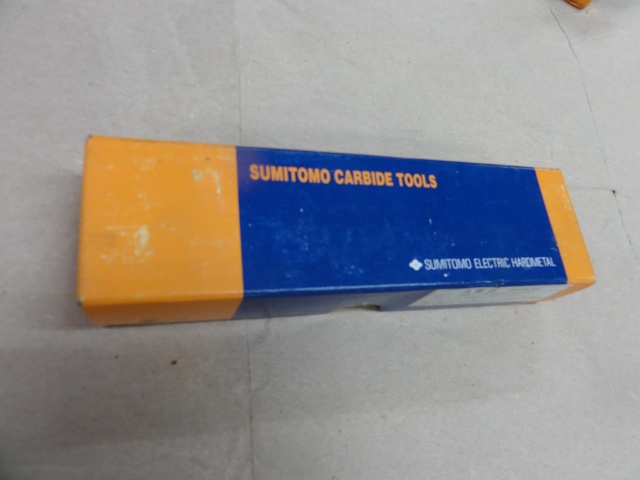 SUMITOMO CARBIDE TOOLS
SUMITOMO ELECTRIC HARDMETAL